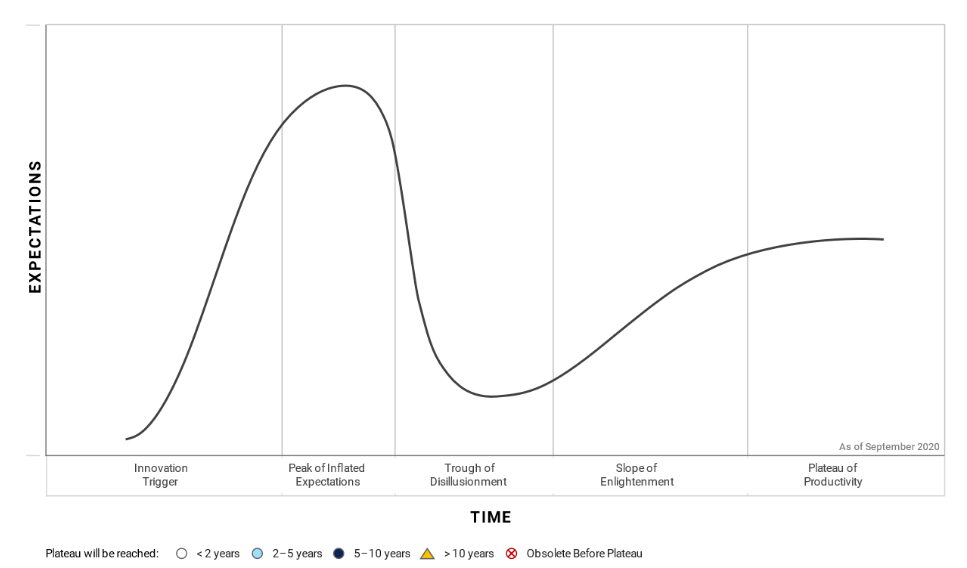 EXPECTATIONS
As of September 2020
Innovation
Trigger
Peak of Inflated
Expectations
Trough of
Disillusionment
Slope of
Enlightenment
Plateau of
Productivity
TIME
Plateau will be reached: < 2 years 2–5 years 5–10 years > 10 years Obsolete Before Plateau